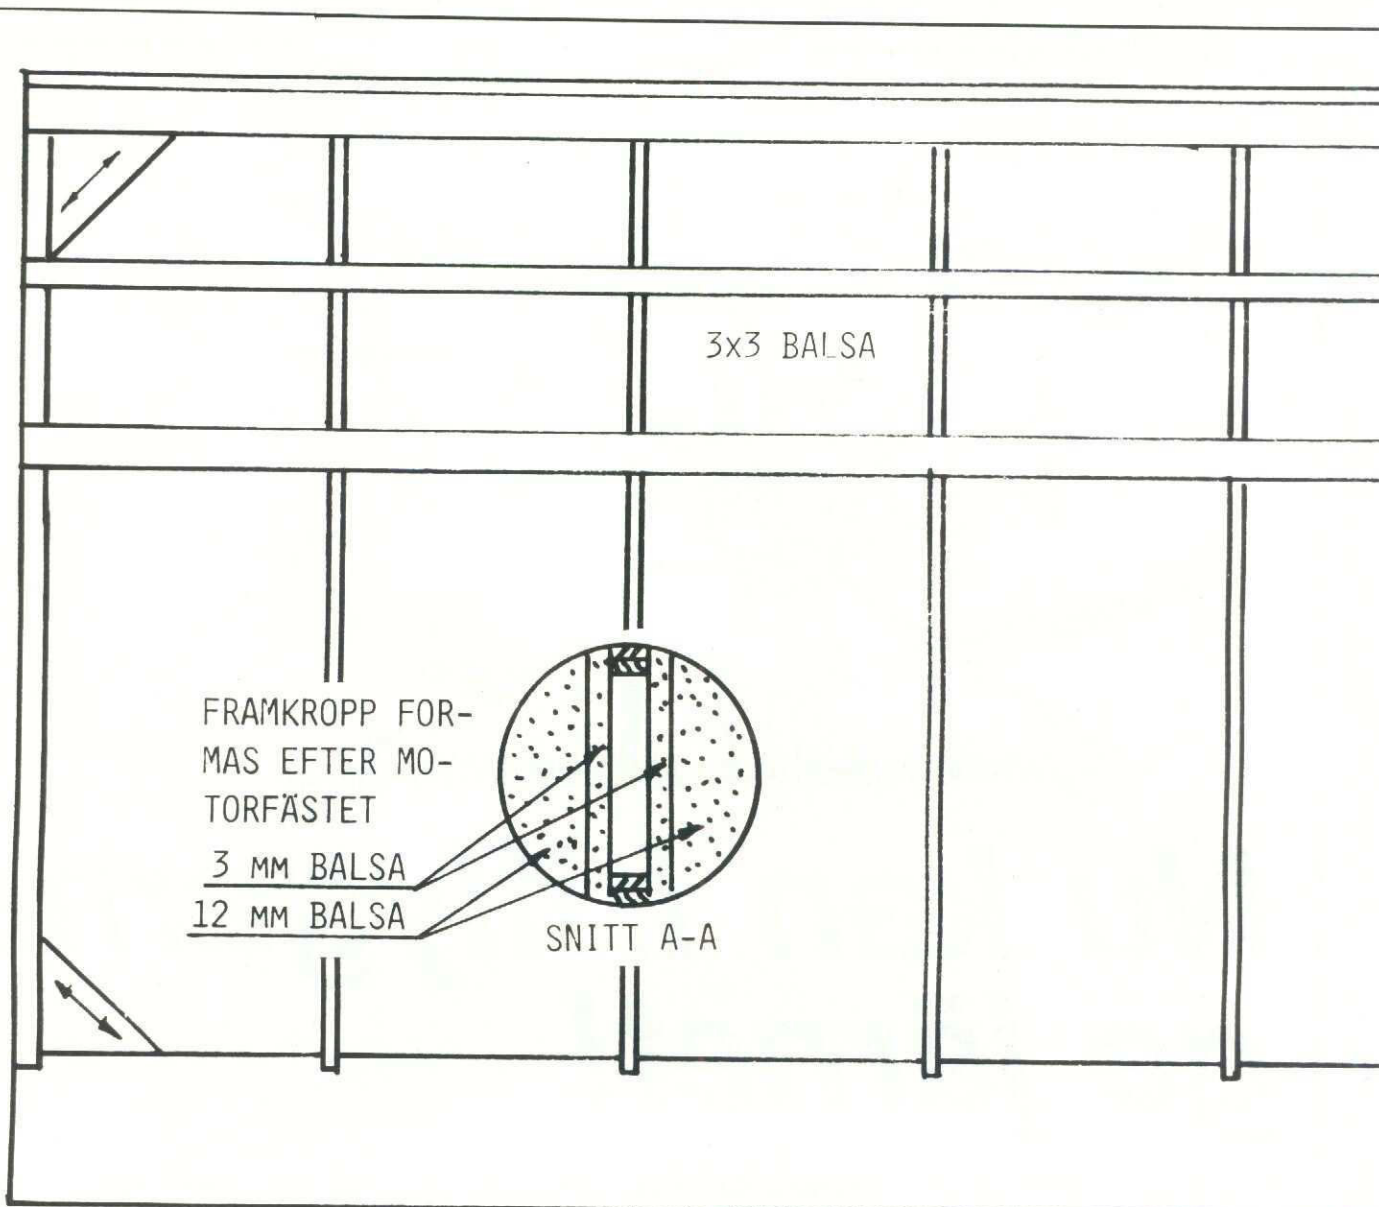 3x3 BALSA
FRAMKROPP FOR-
MAS EFTER MO-
TORFÄSTET
3 MM BALSA
12 MM BALSA
SNITT A-A